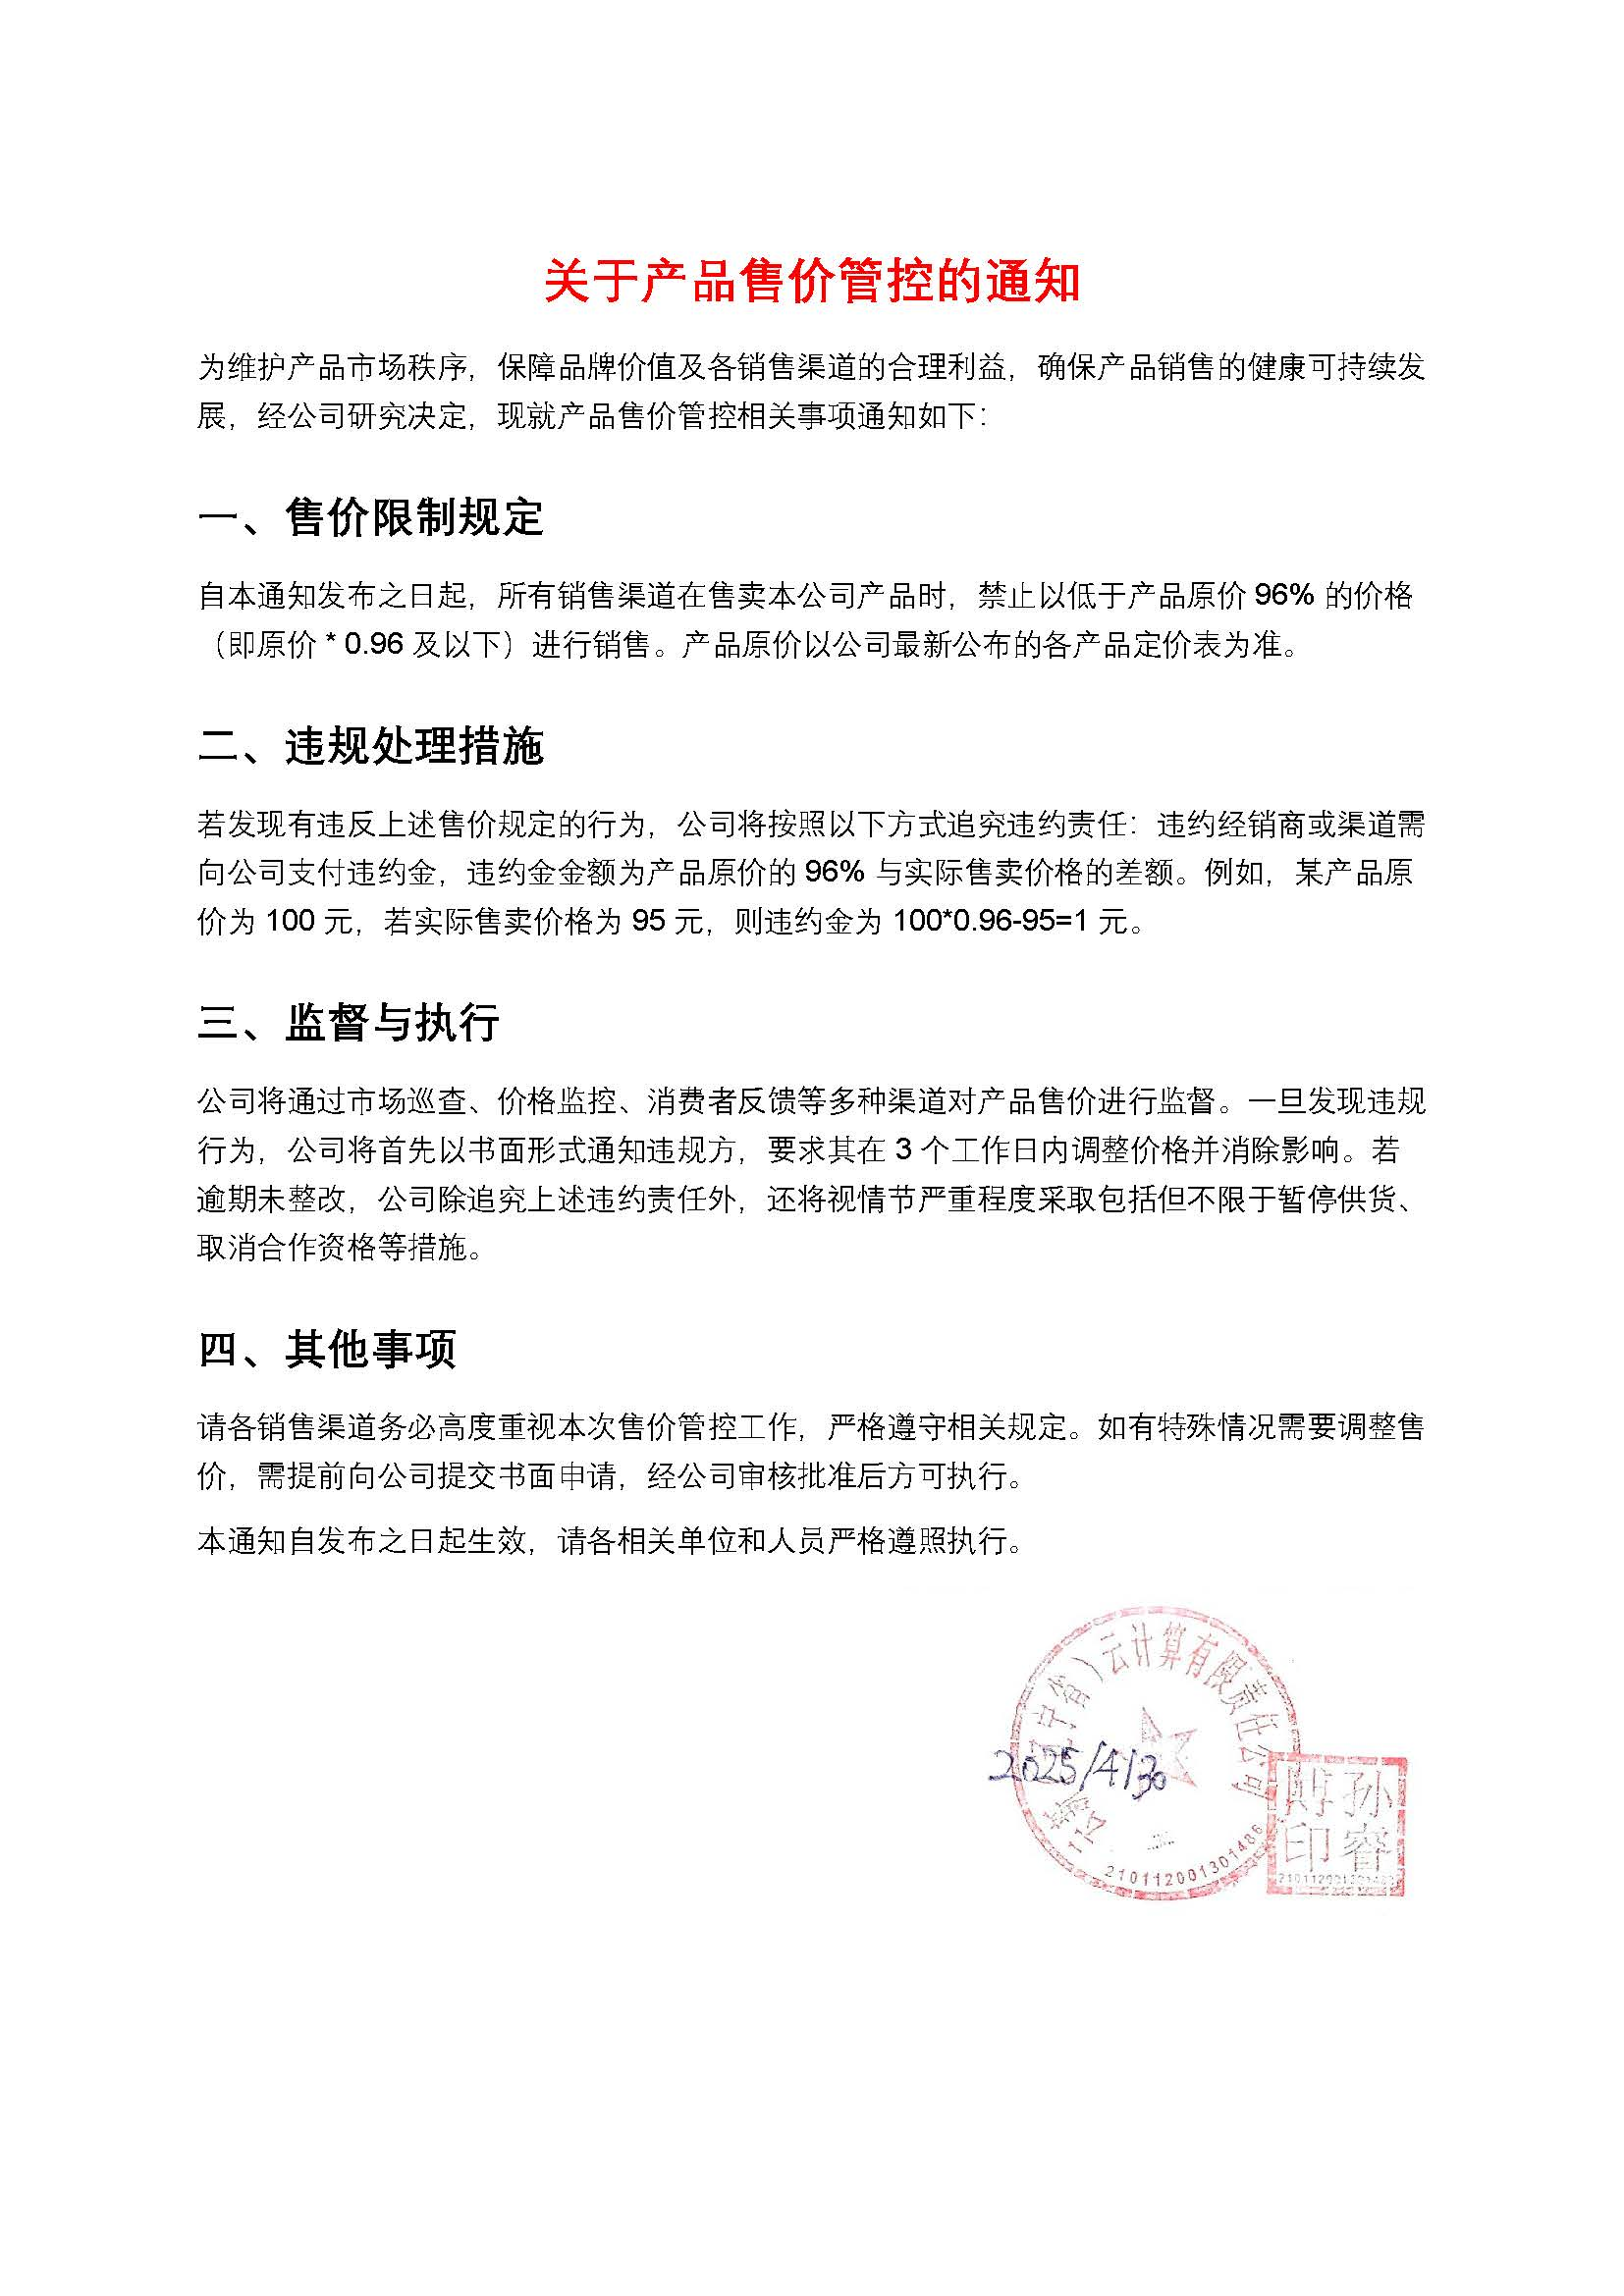 关于产品售价管控的通知
为维护产品市场秩序，保障品牌价值及各销售渠道的合理利益，确保产品销售的健康可持续发
展，经公司研究决定，现就产品售价管控相关事项通知如下：
一、售价限制规定
自本通知发布之日起，所有销售渠道在售卖本公司产品时，禁止以低于产品原价 96% 的价格
（即原价 * 0.96 及以下）进行销售。产品原价以公司最新公布的各产品定价表为准。
二、违规处理措施
若发现有违反上述售价规定的行为，公司将按照以下方式追究违约责任：违约经销商或渠道需
向公司支付违约金，违约金金额为产品原价的 96% 与实际售卖价格的差额。例如，某产品原
价为 100 元，若实际售卖价格为 95 元，则违约金为 100*0.96-95=1 元。
三、监督与执行
公司将通过市场巡查、价格监控、消费者反馈等多种渠道对产品售价进行监督。一旦发现违规
行为，公司将首先以书面形式通知违规方，要求其在 3 个工作日内调整价格并消除影响。若
逾期未整改，公司除追究上述违约责任外，还将视情节严重程度采取包括但不限于暂停供货、
取消合作资格等措施。
四、其他事项
请各销售渠道务必高度重视本次售价管控工作，严格遵守相关规定。如有特殊情况需要调整售
价，需提前向公司提交书面申请，经公司审核批准后方可执行。
本通知自发布之日起生效，请各相关单位和人员严格遵照执行。
宁省）云计算有限责任公司
2025/4/30
210112001301486
孙睿
印